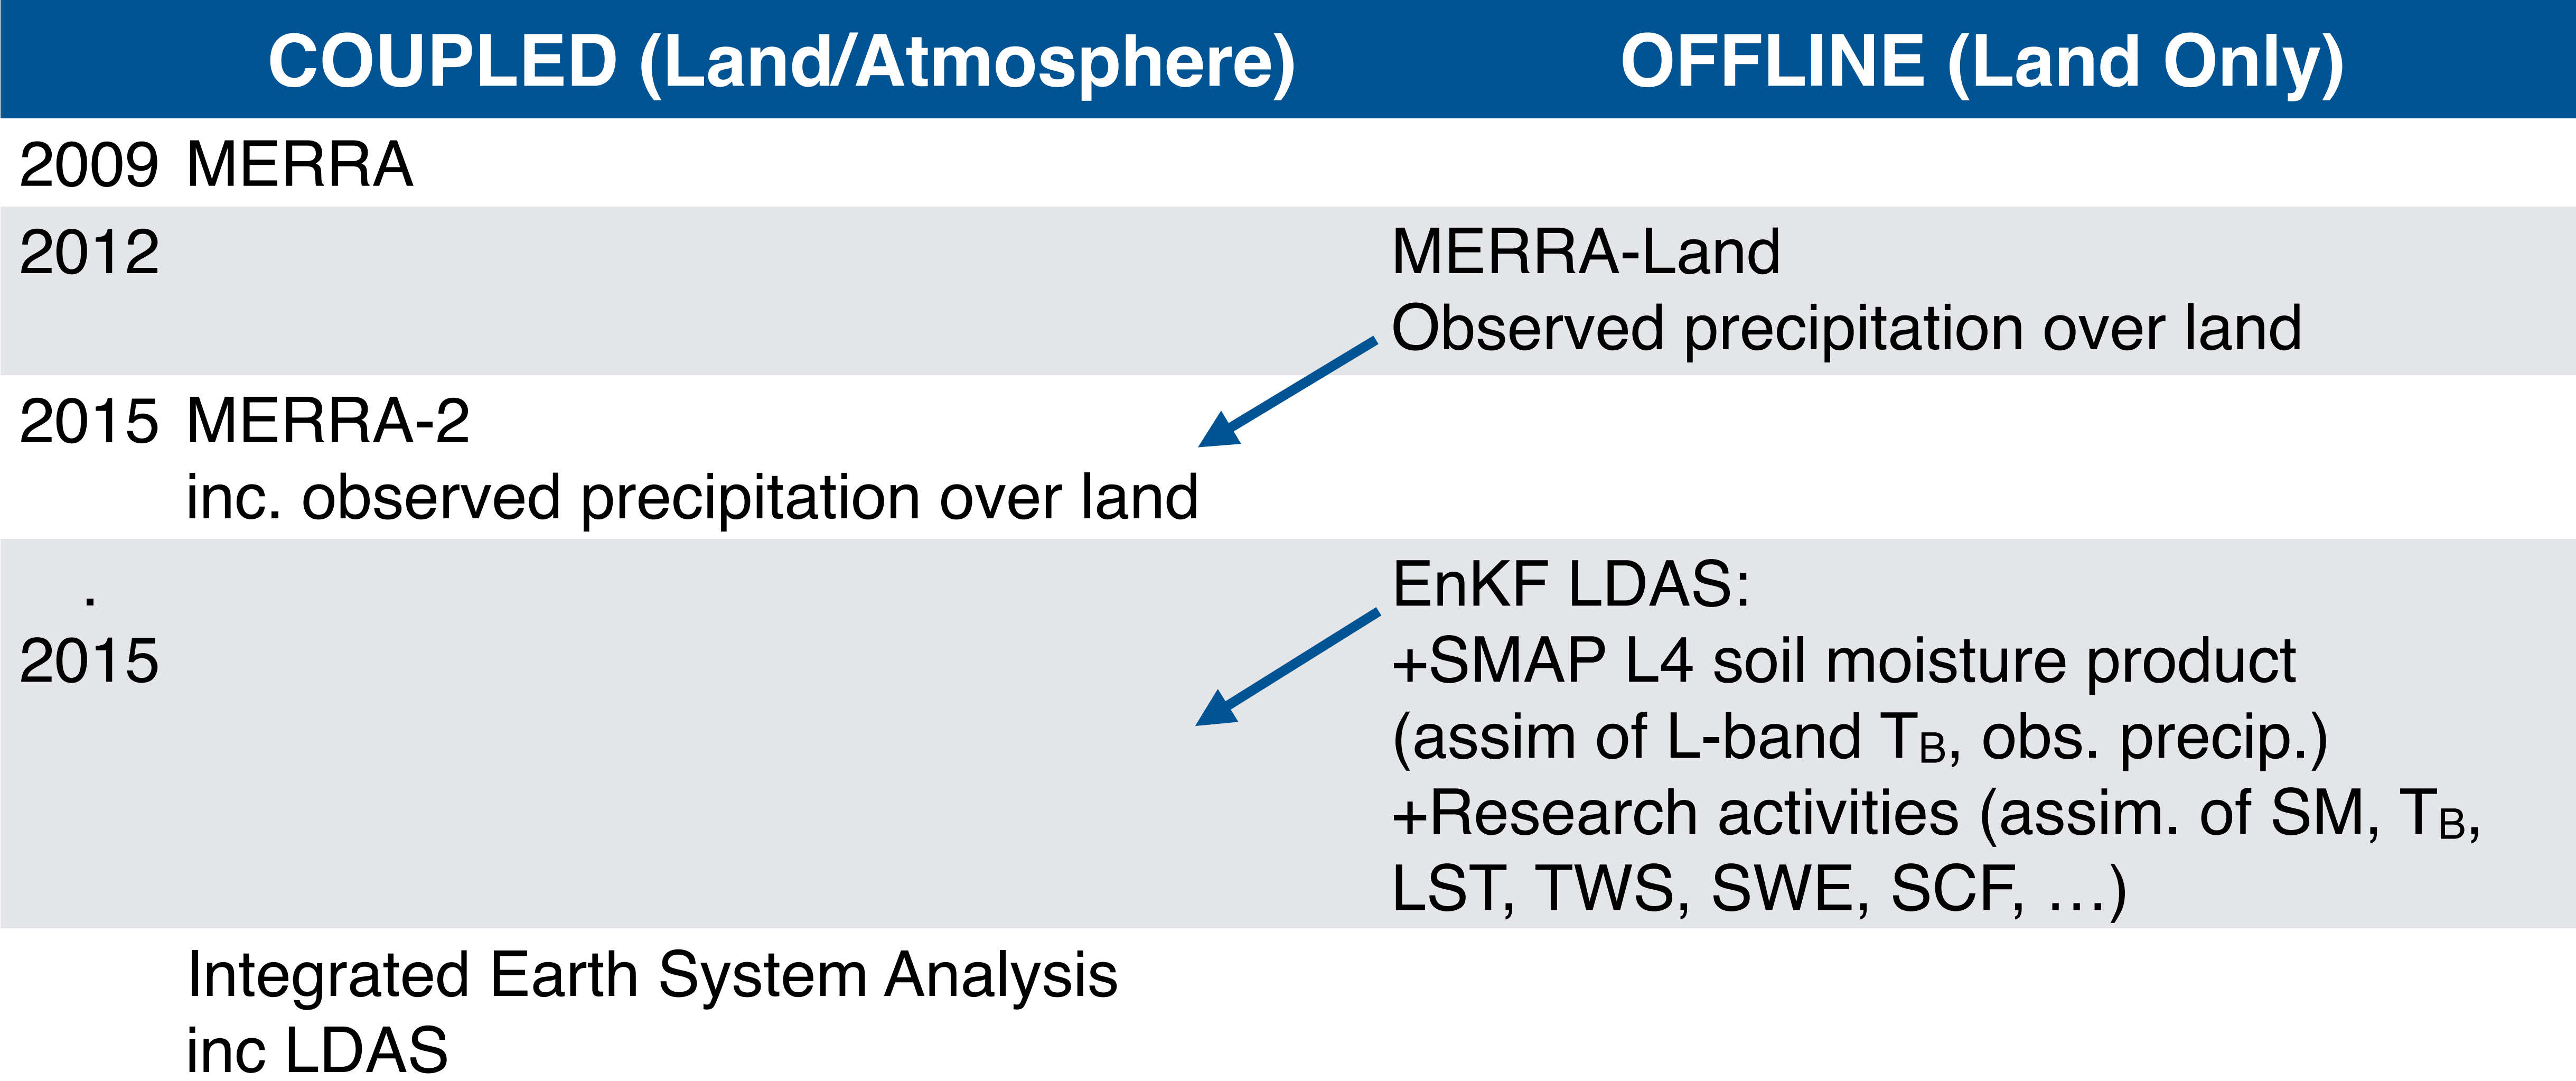 COUPLED (Land/Atmosphere) OFFLINE (Land Only)
2009 MERRA
2012 MERRA-Land
Observed precipitation over land
2015 MERRA-2
inc. observed precipitation over land
. EnKF LDAS:
2015 +SMAP L4 soil moisture product
(assim of L-band TB, obs. precip.)
+Research activities (assim. of SM, TB,
LST, TWS, SWE, SCF, …)
Integrated Earth System Analysis
inc LDAS